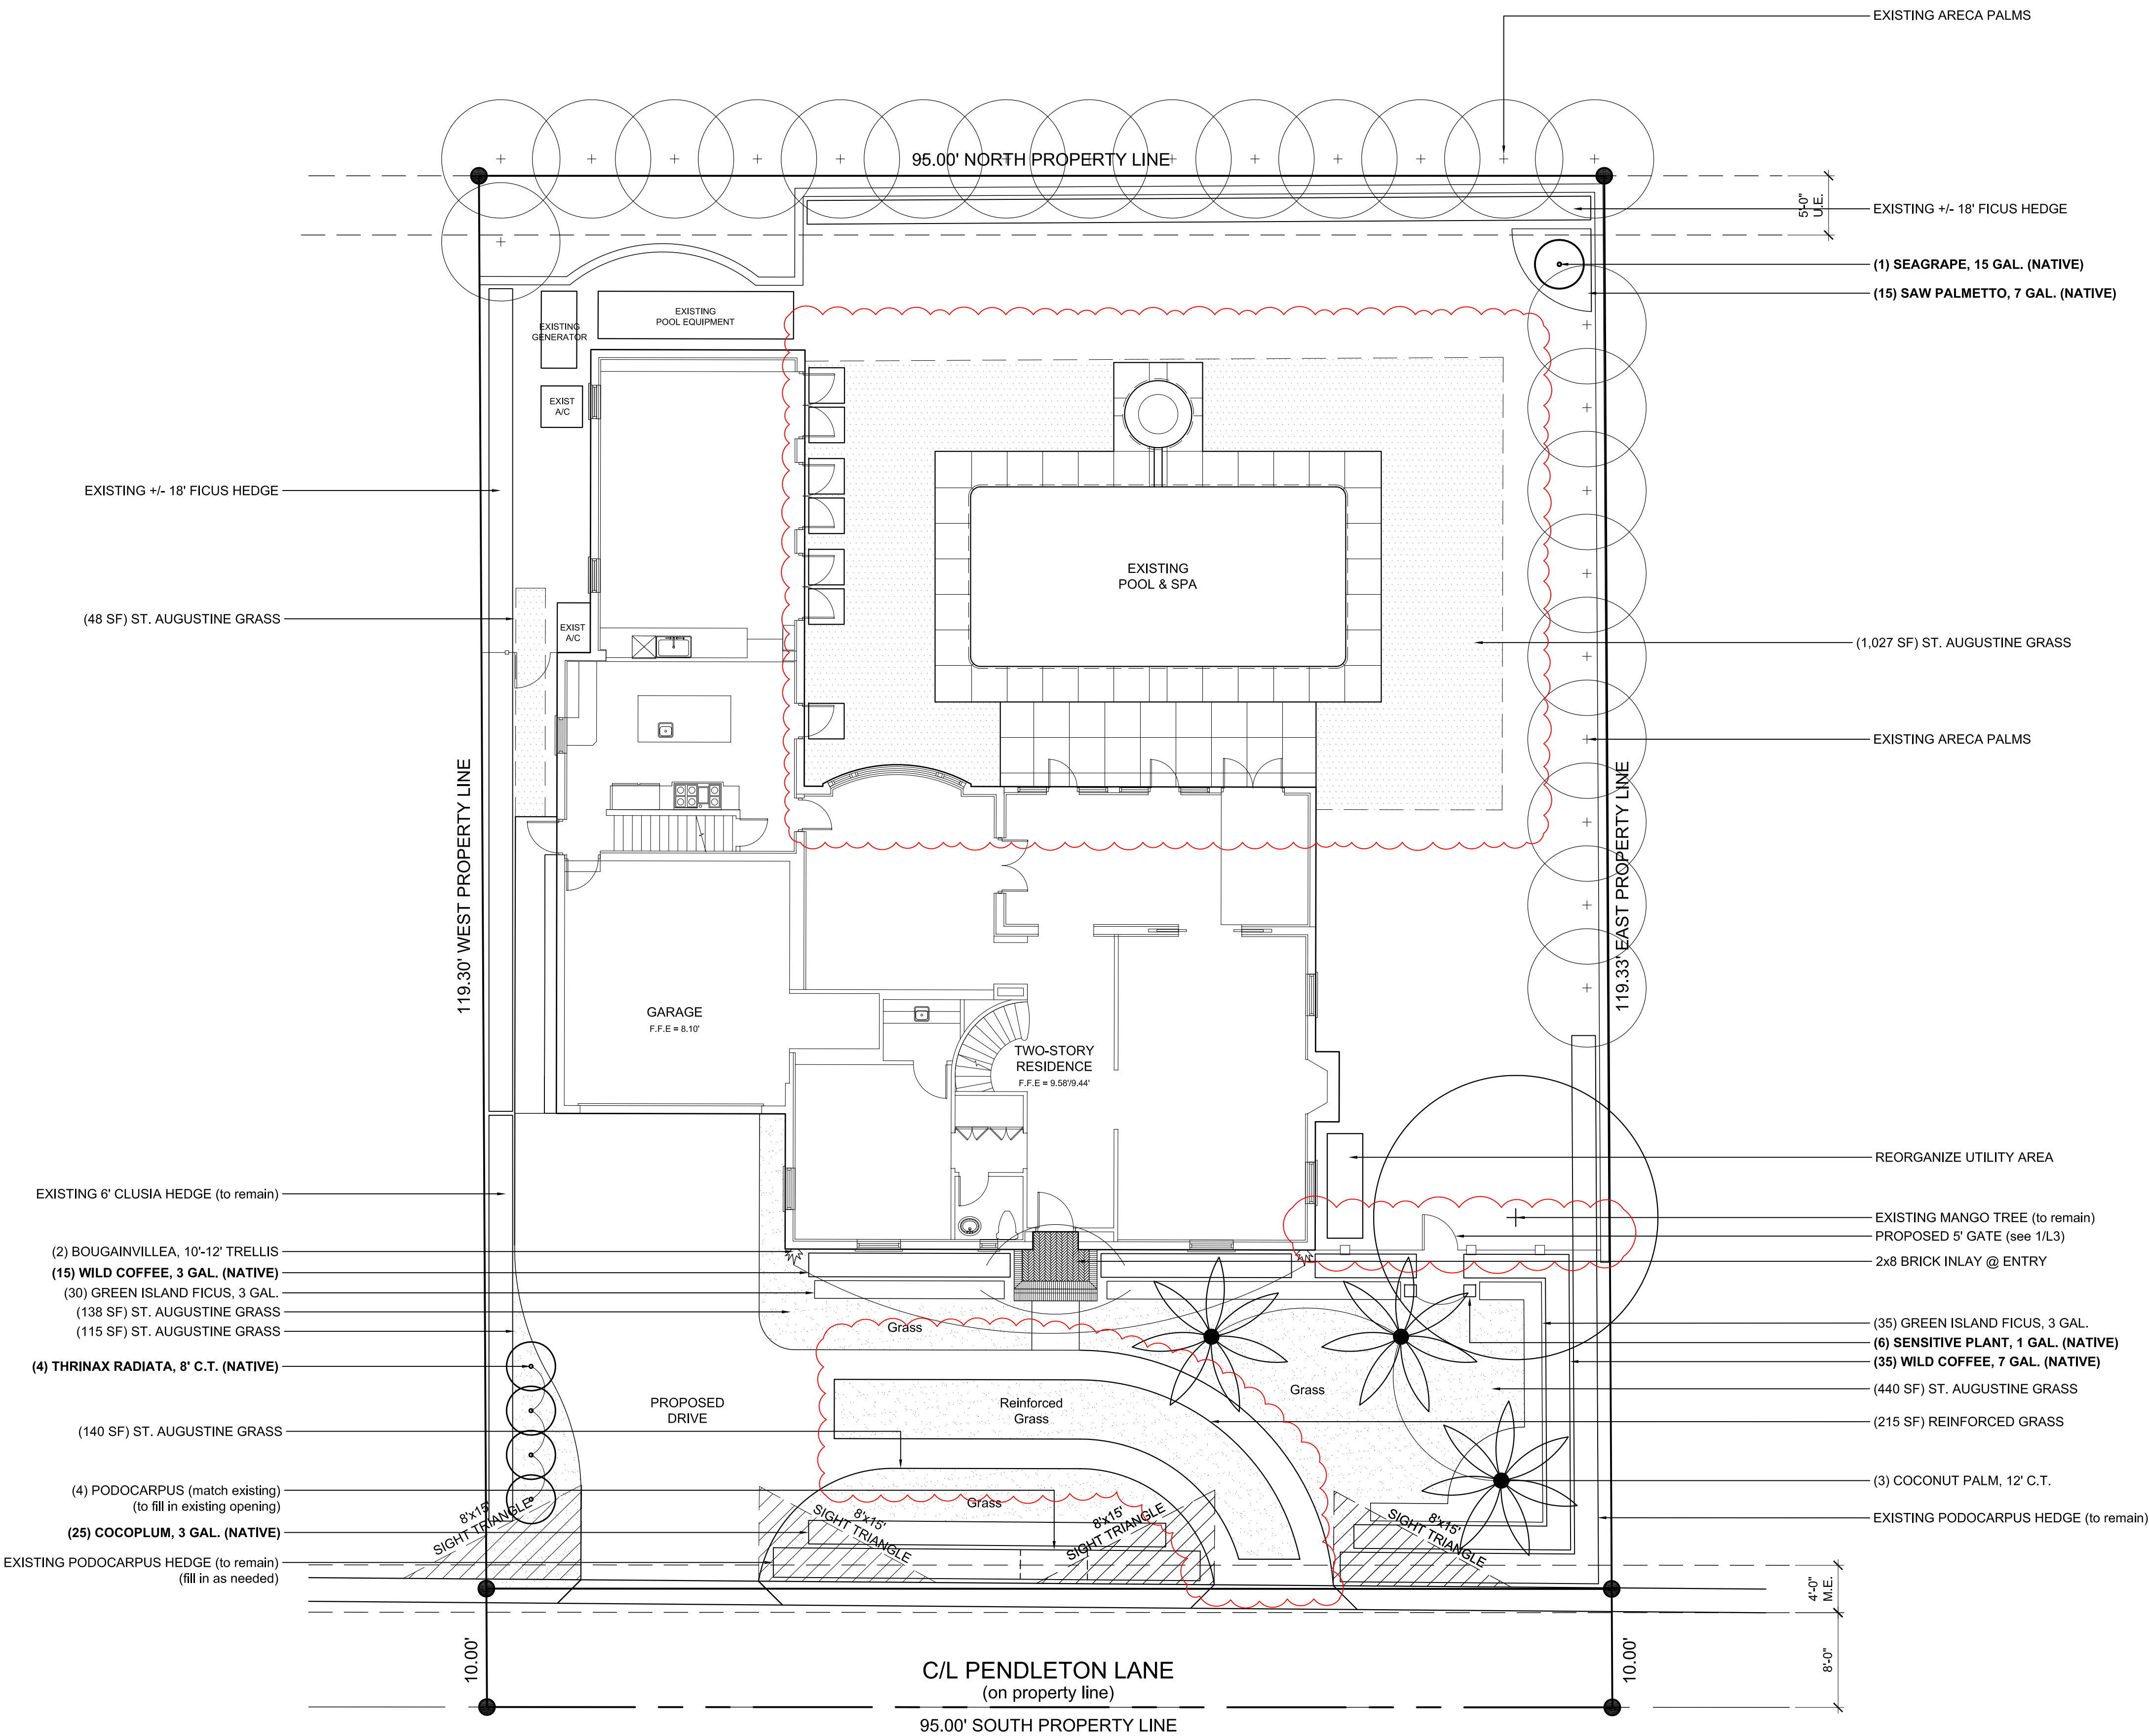 EXISTING ARECA PALMS
95.00' NORTH PROPERTY LINE
5'-0"
U.E.
EXISTING +/- 18' FICUS HEDGE
(1) SEAGRAPE, 15 GAL. (NATIVE)
(15) SAW PALMETTO, 7 GAL. (NATIVE)
EXISTING
POOL EQUIPMENT
EXISTING
GENERATOR
EXIST
A/C
EXISTING +/- 18' FICUS HEDGE
EXISTING
POOL & SPA
(48 SF) ST. AUGUSTINE GRASS
EXIST
A/C
(1,027 SF) ST. AUGUSTINE GRASS
EXISTING ARECA PALMS
119.30' WEST PROPERTY LINE
119.33' EAST PROPERTY LINE
GARAGE
F.F.E = 8.10'
TWO-STORY
RESIDENCE
F.F.E = 9.58'/9.44'
REORGANIZE UTILITY AREA
EXISTING 6' CLUSIA HEDGE (to remain)
EXISTING MANGO TREE (to remain)
PROPOSED 5' GATE (see 1/L3)
2x8 BRICK INLAY @ ENTRY
(2) BOUGAINVILLEA, 10'-12' TRELLIS
(15) WILD COFFEE, 3 GAL. (NATIVE)
(30) GREEN ISLAND FICUS, 3 GAL.
(138 SF) ST. AUGUSTINE GRASS
(115 SF) ST. AUGUSTINE GRASS
(4) THRINAX RADIATA, 8' C.T. (NATIVE)
Grass
(35) GREEN ISLAND FICUS, 3 GAL.
(6) SENSITIVE PLANT, 1 GAL. (NATIVE)
(35) WILD COFFEE, 7 GAL. (NATIVE)
(440 SF) ST. AUGUSTINE GRASS
(215 SF) REINFORCED GRASS
Grass
PROPOSED
DRIVE
Reinforced
Grass
(140 SF) ST. AUGUSTINE GRASS
(4) PODOCARPUS (match existing)
(to fill in existing opening)
(25) COCOPLUM, 3 GAL. (NATIVE)
EXISTING PODOCARPUS HEDGE (to remain)
(fill in as needed)
Grass
8'x15'
SIGHT TRIANGLE
8'x15'
SIGHT TRIANGLE
8'x15'
SIGHT TRIANGLE
8'x15'
SIGHT TRIANGLE
(3) COCONUT PALM, 12' C.T.
EXISTING PODOCARPUS HEDGE (to remain)
4'-0"
M.E.
8'-0"
10.00'
10.00'
C/L PENDLETON LANE
(on property line)
95.00' SOUTH PROPERTY LINE